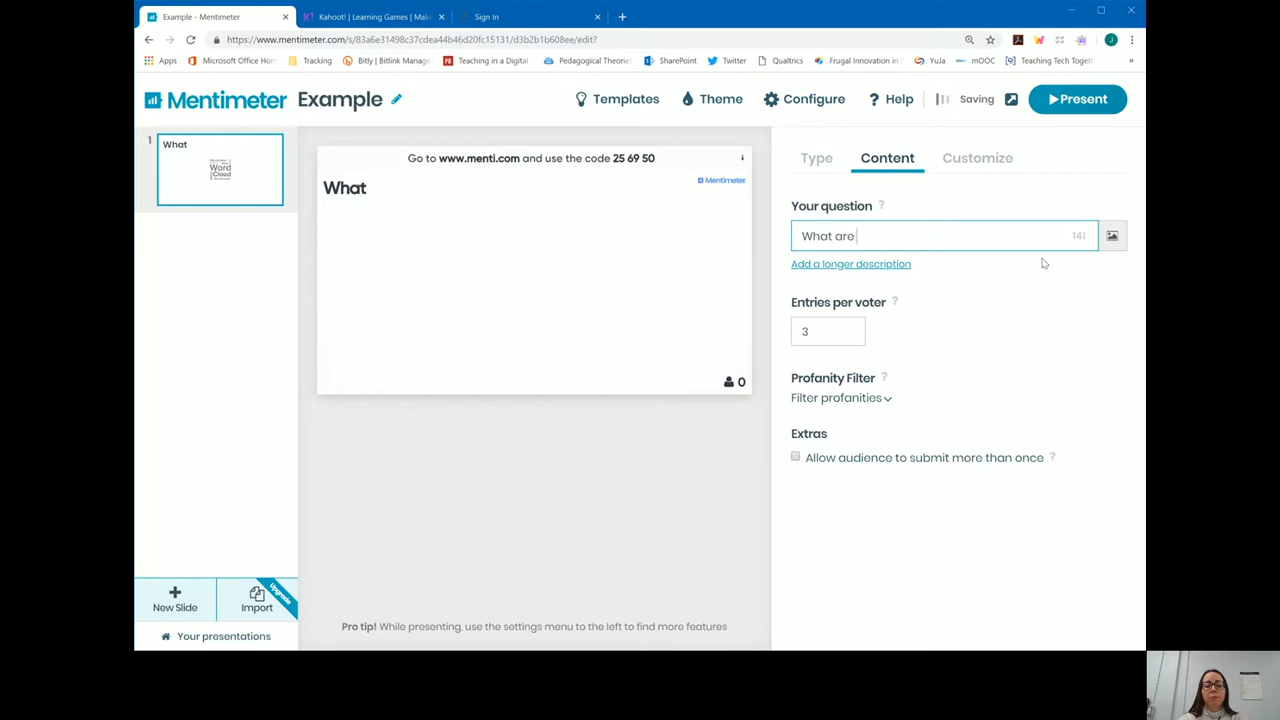 Example - Mentimeter
Kahoot! | Learning Games | Mak
Sign In
https://www.mentimeter.com/s/83a6e31498c37cdea44b46d20fc15131/d3b2b1b608ee/edit?
Apps
Microsoft Office Hom
Tracking
Bitly | Bitlink Manage
Teaching in a Digital
Pedagogical Theorie
SharePoint
Twitter
Qualtrics
Frugal Innovation in
YuJa
mOOC
Teaching Tech Toget
»
Mentimeter
Example
Templates
Theme
Configure
? Help
Saving
Present
1
What
Word
Cloud
Go to www.menti.com and use the code 25 69 50
What
Mentimeter
0
Type
Content
Customize
Your question ?
What are
141
Add a longer description
Entries per voter ?
3
Profanity Filter ?
Filter profanities
Extras
Allow audience to submit more than once ?
New Slide
Import
Upgrade
Your presentations
Pro tip! While presenting, use the settings menu to the left to find more features